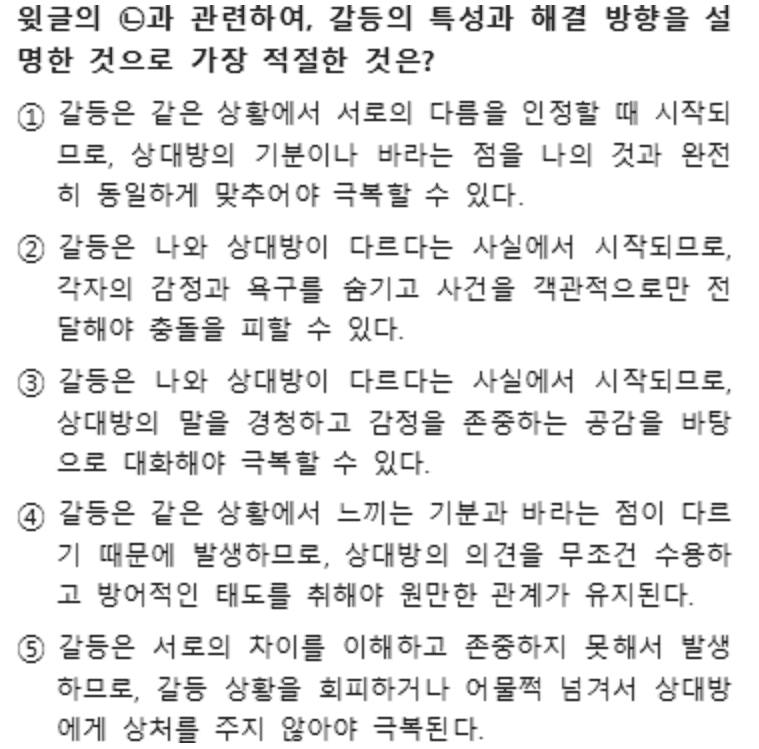 윗글의 ㉡과 관련하여, 갈등의 특성과 해결 방향을 설
명한 것으로 가장 적절한 것은?
① 갈등은 같은 상황에서 서로의 다름을 인정할 때 시작되
므로, 상대방의 기분이나 바라는 점을 나의 것과 완전
히 동일하게 맞추어야 극복할 수 있다.
② 갈등은 나와 상대방이 다르다는 사실에서 시작되므로,
각자의 감정과 욕구를 숨기고 사건을 객관적으로만 전
달해야 충돌을 피할 수 있다.
③ 갈등은 나와 상대방이 다르다는 사실에서 시작되므로,
상대방의 말을 경청하고 감정을 존중하는 공감을 바탕
으로 대화해야 극복할 수 있다.
④ 갈등은 같은 상황에서 느끼는 기분과 바라는 점이 다르
기 때문에 발생하므로, 상대방의 의견을 무조건 수용하
고 방어적인 태도를 취해야 원만한 관계가 유지된다.
⑤ 갈등은 서로의 차이를 이해하고 존중하지 못해서 발생
하므로, 갈등 상황을 회피하거나 어물쩍 넘겨서 상대방
에게 상처를 주지 않아야 극복된다.